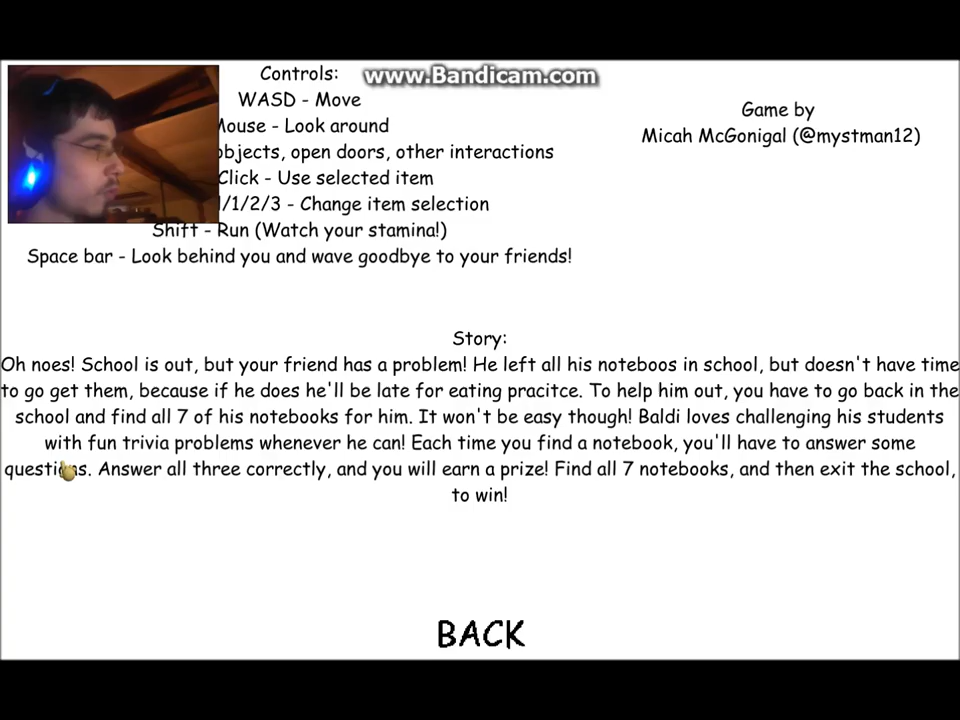 Controls:
www.Bandicam.com
WASD - Move
Mouse - Look around
objects, open doors, other interactions
Click - Use selected item
/1/2/3 - Change item selection
Shift - Run (Watch your stamina!)
Space bar - Look behind you and wave goodbye to your friends!
Game by
Micah McGonigal (@mystman12)
Story:
Oh noes! School is out, but your friend has a problem! He left all his noteboos in school, but doesn't have time
to go get them, because if he does he'll be late for eating pracitce. To help him out, you have to go back in the
school and find all 7 of his notebooks for him. It won't be easy though! Baldi loves challenging his students
with fun trivia problems whenever he can! Each time you find a notebook, you'll have to answer some
questions. Answer all three correctly, and you will earn a prize! Find all 7 notebooks, and then exit the school,
to win!
BACK